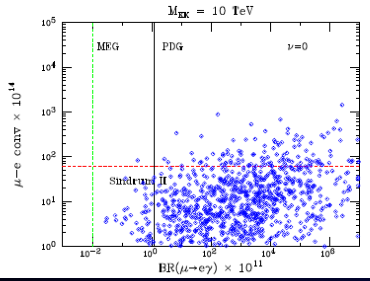 M_KK = 10 TeV
10^5
MEG
PDG
ν=0
10^4
10^3
μ−e conv × 10^14
10^2
Sindrum II
10^1
10^0
10^−2
10^0
10^2
10^4
10^6
BR(μ→eγ) × 10^11